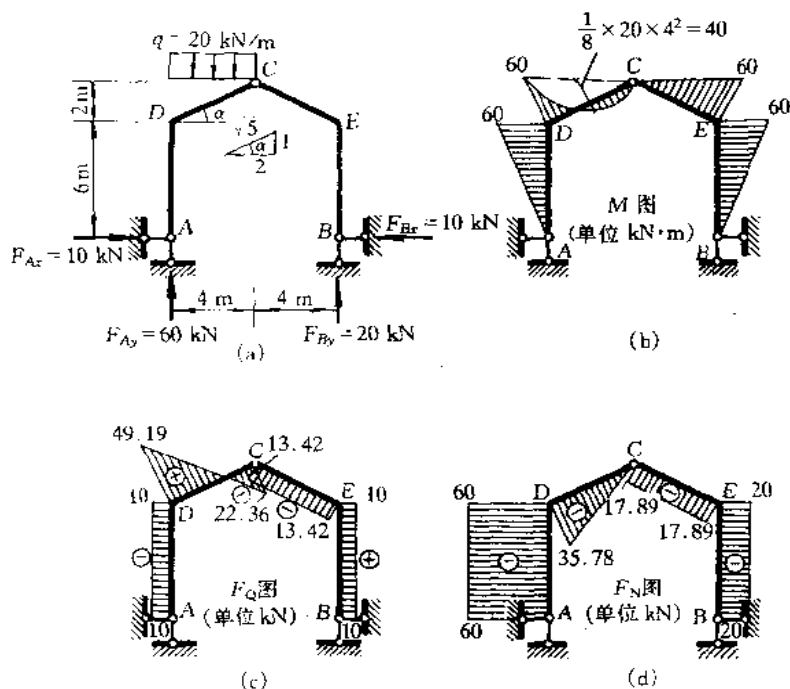 q = 20 kN/m
C
2 m
D
α
E
√5
1
α
2
6 m
A
B
F_Ax = 10 kN
F_Bx = 10 kN
4 m
4 m
F_Ay = 60 kN
F_By = 20 kN
(a)
1/8 × 20 × 4² = 40
60
C
60
60
60
D
E
M 图
(单位 kN·m)
A
B
(b)
49.19
C
13.42
10
D
22.36
13.42
E
10
F_Q图
(单位 kN)
A
B
10
10
(c)
C
60
D
17.89
E
20
35.78
17.89
F_N图
(单位 kN)
A
B
60
20
(d)